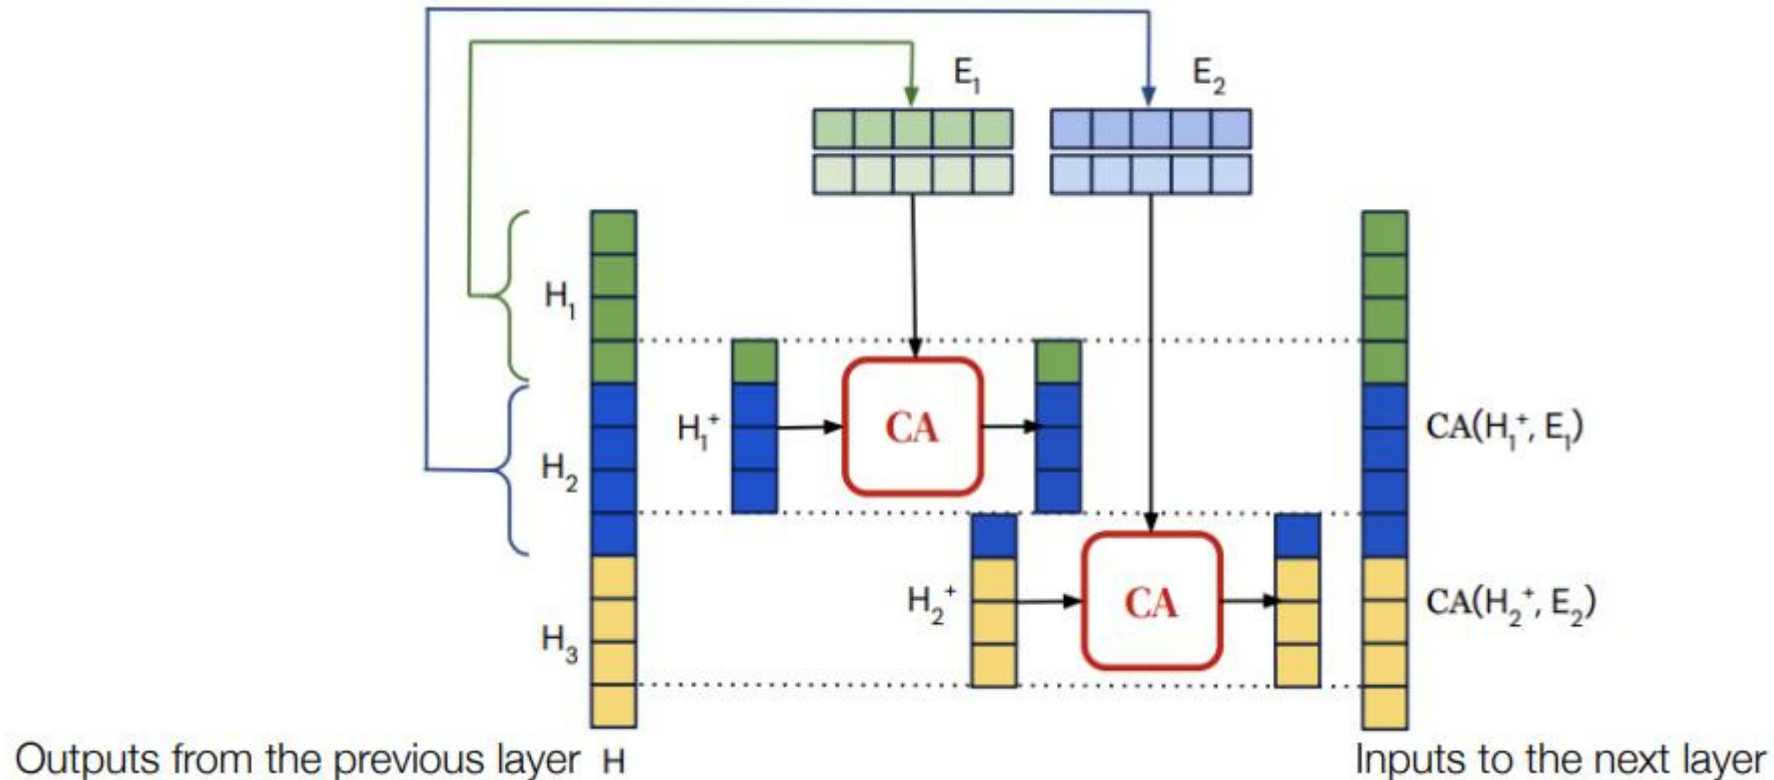 E₁
E₂
H₁
H₁⁺
CA
CA(H₁⁺, E₁)
H₂
H₂⁺
CA
CA(H₂⁺, E₂)
H₃
Outputs from the previous layer H
Inputs to the next layer